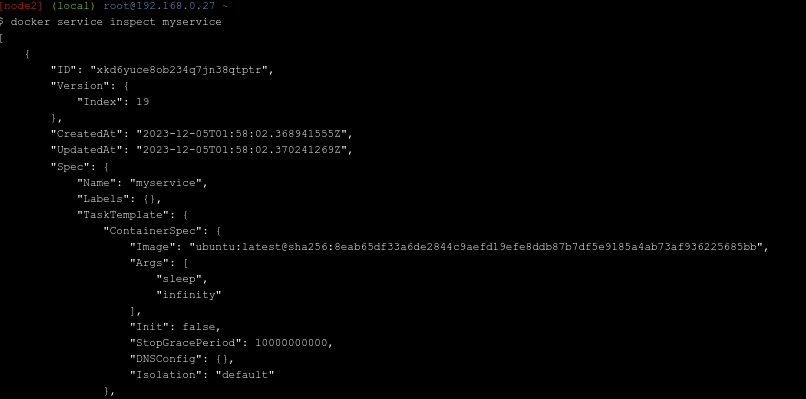 [node2] (local) root@192.168.0.27 ~
$ docker service inspect myservice
[
    {
        "ID": "xkd6yuce8ob234q7jn38qtptr",
        "Version": {
            "Index": 19
        },
        "CreatedAt": "2023-12-05T01:58:02.368941555Z",
        "UpdatedAt": "2023-12-05T01:58:02.370241269Z",
        "Spec": {
            "Name": "myservice",
            "Labels": {},
            "TaskTemplate": {
                "ContainerSpec": {
                    "Image": "ubuntu:latest@sha256:8eab65df33a6de2844c9aefd19efe8ddb87b7df5e9185a4ab73af936225685bb",
                    "Args": [
                        "sleep",
                        "infinity"
                    ],
                    "Init": false,
                    "StopGracePeriod": 10000000000,
                    "DNSConfig": {},
                    "Isolation": "default"
                },